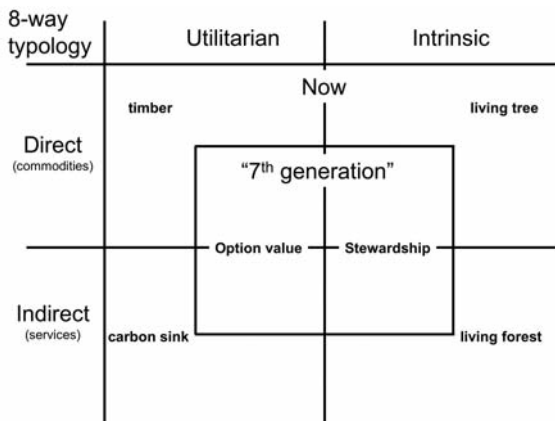 8-way
typology
Utilitarian
Intrinsic
Now
timber
living tree
Direct
(commodities)
“7th generation”
Option value
Stewardship
Indirect
(services)
carbon sink
living forest